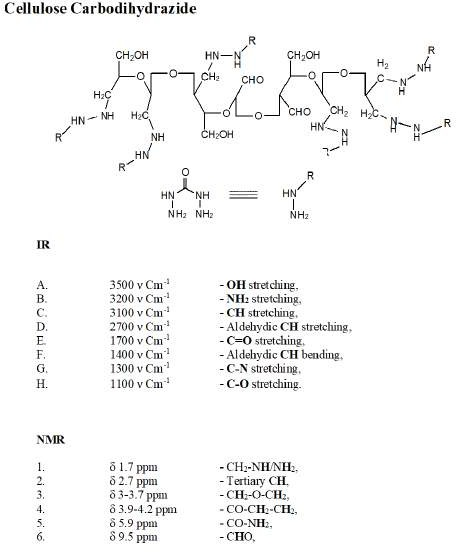 Cellulose Carbodihydrazide
R
HN
N
H
CH₂OH
CH₂OH
H₂
C
R
NH
N
H
O
O
CH₂
CHO
O
O
H₂C
HN
NH
R
H₂C
NH
HN
R
O
O
CHO
CH₂
HN
N
H
N
H
H₂C
N
H
N
H
R
CH₂OH
O
HN
NH
NH₂
NH₂
R
HN
NH₂
IR
A. 3500 ν Cm⁻¹ - OH stretching,
B. 3200 ν Cm⁻¹ - NH₂ stretching,
C. 3100 ν Cm⁻¹ - CH stretching,
D. 2700 ν Cm⁻¹ - Aldehydic CH stretching,
E. 1700 ν Cm⁻¹ - C=O stretching,
F. 1400 ν Cm⁻¹ - Aldehydic CH bending,
G. 1300 ν Cm⁻¹ - C-N stretching,
H. 1100 ν Cm⁻¹ - C-O stretching.
NMR
1. δ 1.7 ppm - CH₂-NH/NH₂,
2. δ 2.7 ppm - Tertiary CH,
3. δ 3-3.7 ppm - CH₂-O-CH₂,
4. δ 3.9-4.2 ppm - CO-CH₂-CH₂,
5. δ 5.9 ppm - CO-NH₂,
6. δ 9.5 ppm - CHO,